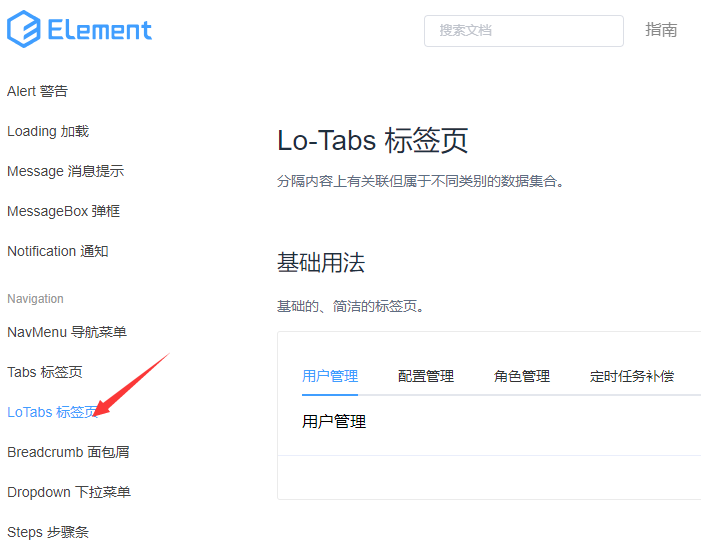 Element
搜索文档
指南
Alert 警告
Loading 加载
Message 消息提示
MessageBox 弹框
Notification 通知
Navigation
NavMenu 导航菜单
Tabs 标签页
LoTabs 标签页
Breadcrumb 面包屑
Dropdown 下拉菜单
Steps 步骤条
Lo-Tabs 标签页
分隔内容上有关联但属于不同类别的数据集合。
基础用法
基础的、简洁的标签页。
用户管理 配置管理 角色管理 定时任务补偿
用户管理